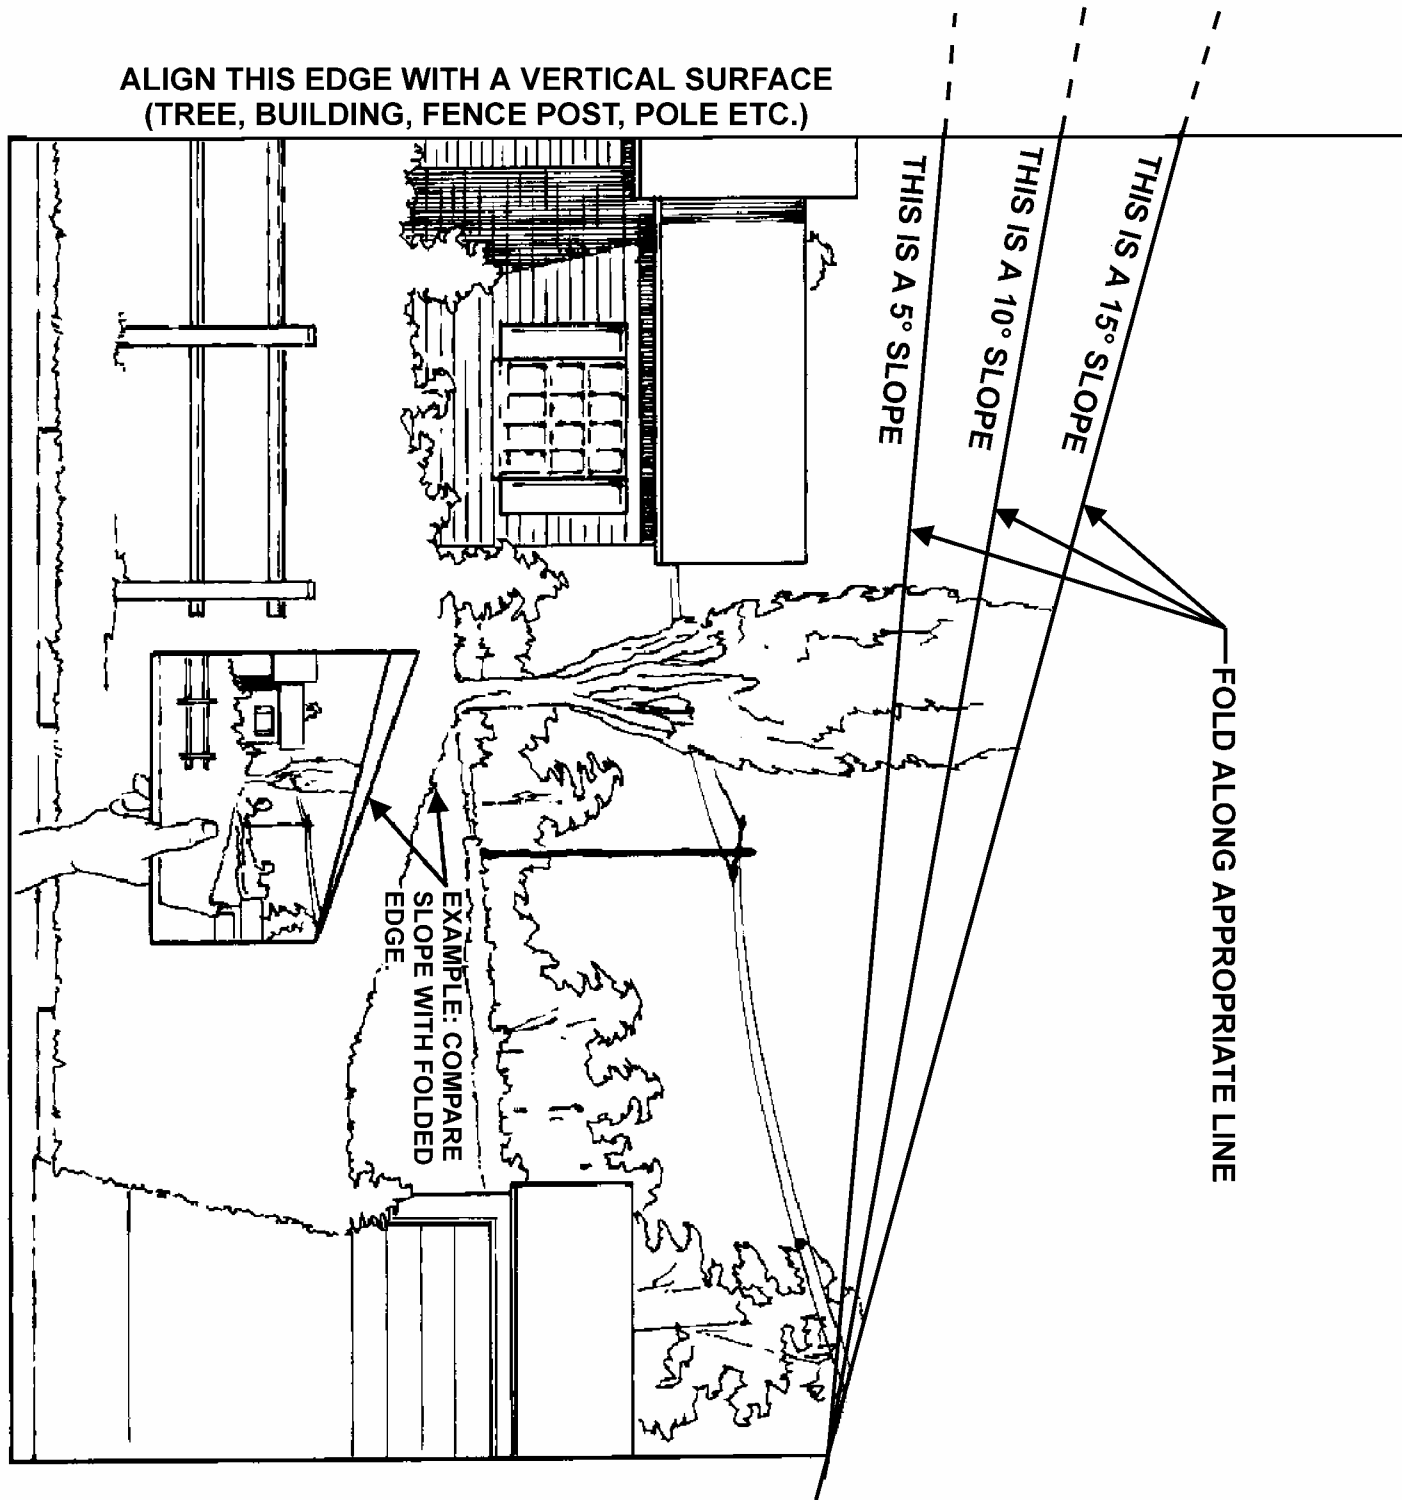 ALIGN THIS EDGE WITH A VERTICAL SURFACE
(TREE, BUILDING, FENCE POST, POLE ETC.)
THIS IS A 15° SLOPE
THIS IS A 10° SLOPE
THIS IS A 5° SLOPE
FOLD ALONG APPROPRIATE LINE
EXAMPLE: COMPARE
SLOPE WITH FOLDED
EDGE.